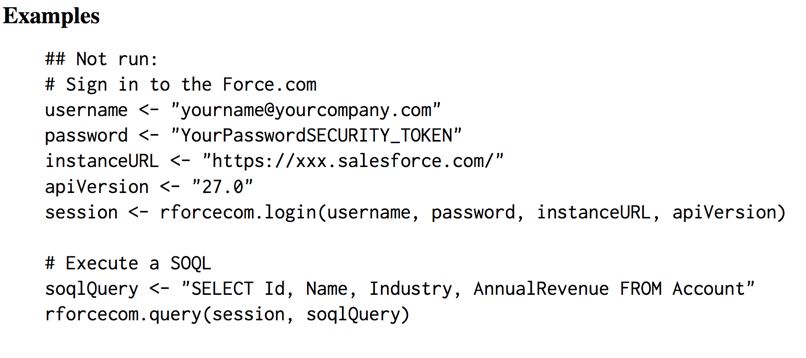 Examples
## Not run:
# Sign in to the Force.com
username <- "yourname@yourcompany.com"
password <- "YourPasswordSECURITY_TOKEN"
instanceURL <- "https://xxx.salesforce.com/"
apiVersion <- "27.0"
session <- rforcecom.login(username, password, instanceURL, apiVersion)
# Execute a SOQL
soqlQuery <- "SELECT Id, Name, Industry, AnnualRevenue FROM Account"
rforcecom.query(session, soqlQuery)